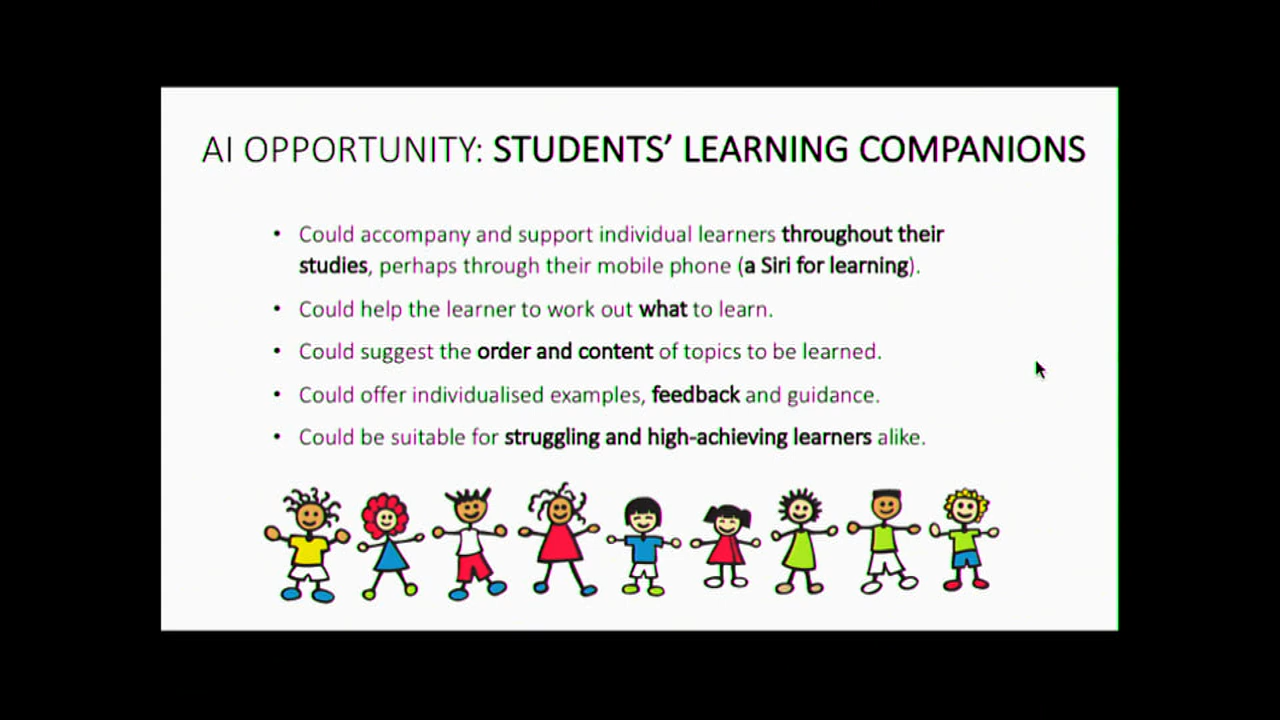 AI OPPORTUNITY: STUDENTS’ LEARNING COMPANIONS
• Could accompany and support individual learners throughout their
studies, perhaps through their mobile phone (a Siri for learning).
• Could help the learner to work out what to learn.
• Could suggest the order and content of topics to be learned.
• Could offer individualised examples, feedback and guidance.
• Could be suitable for struggling and high-achieving learners alike.